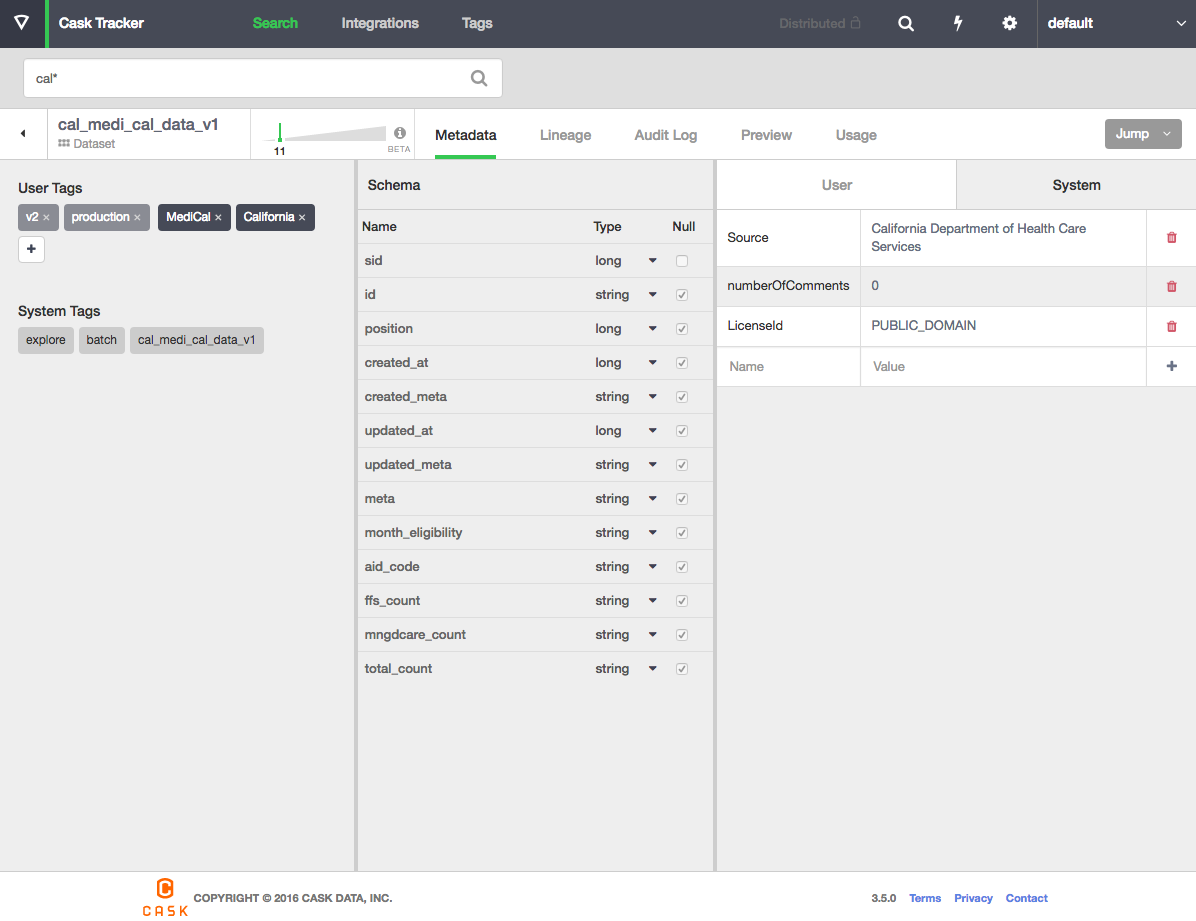 Cask Tracker Search Integrations Tags Distributed default
cal*
cal_medi_cal_data_v1
Dataset
11
BETA
Metadata Lineage Audit Log Preview Usage Jump
User Tags
v2 × production × MediCal × California ×
+
System Tags
explore batch cal_medi_cal_data_v1
Schema
Name Type Null
sid long
id string
position long
created_at long
created_meta string
updated_at long
updated_meta string
meta string
month_eligibility string
aid_code string
ffs_count string
mngdcare_count string
total_count string
User System
Source California Department of Health Care
Services
numberOfComments 0
LicenseId PUBLIC_DOMAIN
Name Value +
CASK
COPYRIGHT © 2016 CASK DATA, INC.
3.5.0 Terms Privacy Contact